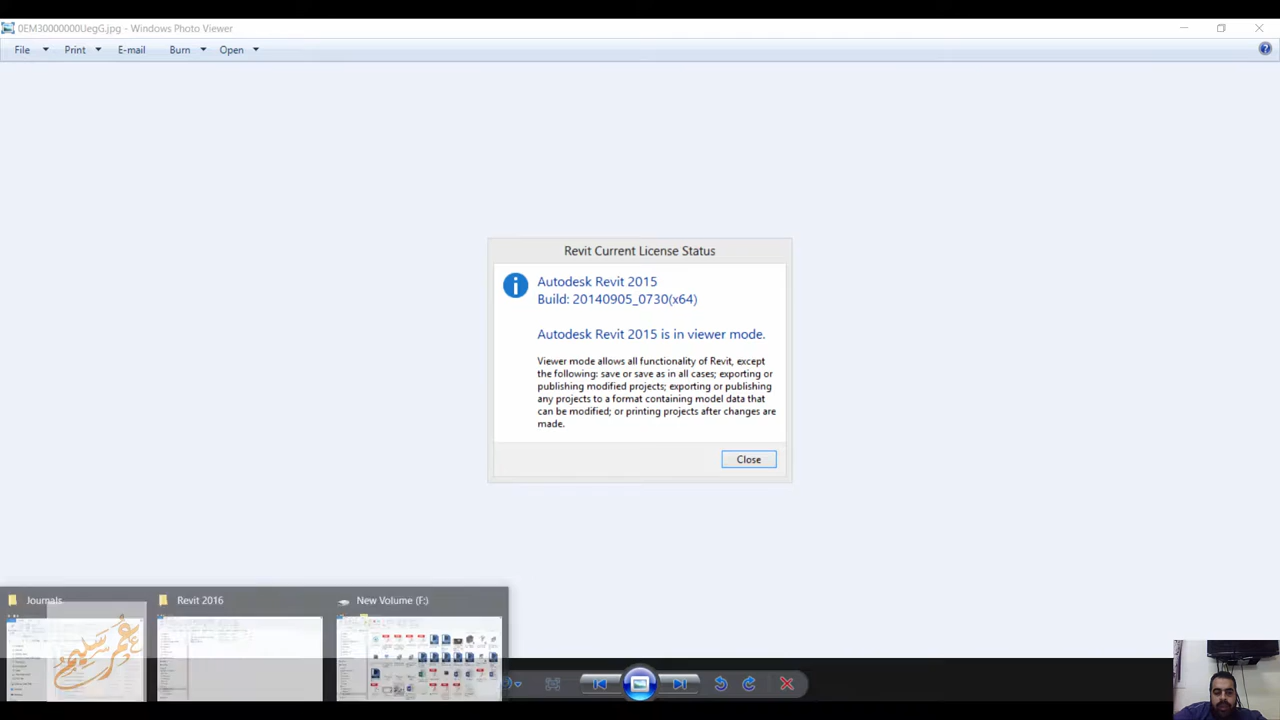 0EM30000000UegG.jpg - Windows Photo Viewer
File Print E-mail Burn Open
Revit Current License Status
Autodesk Revit 2015
Build: 20140905_0730(x64)
Autodesk Revit 2015 is in viewer mode.
Viewer mode allows all functionality of Revit, except
the following: save or save as in all cases; exporting or
publishing modified projects; exporting or publishing
any projects to a format containing model data that
can be modified; or printing projects after changes are
made.
Close
Journals Revit 2016 New Volume (F:)
عمر سليم